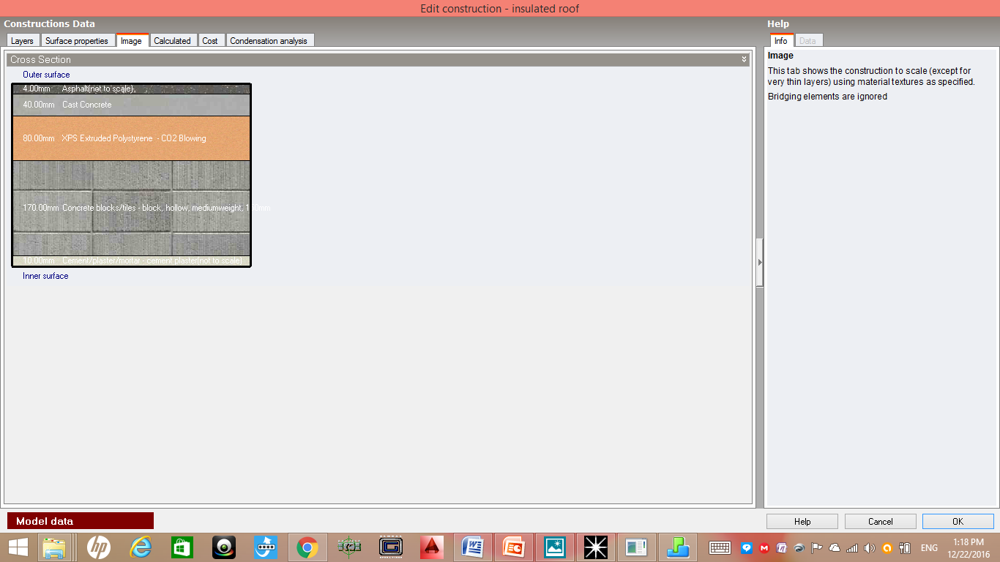 Edit construction - insulated roof
Constructions Data
Layers Surface properties Image Calculated Cost Condensation analysis
Cross Section
Outer surface
4.00mm Asphalt(not to scale)
40.00mm Cast Concrete
80.00mm XPS Extruded Polystyrene - CO2 Blowing
170.00mm Concrete blocks/tiles - block, hollow, mediumweight,
10.00mm Cement/plaster/mortar - cement plaster(not to scale)
Inner surface
Help
Info Data
Image
This tab shows the construction to scale (except for
very thin layers) using material textures as specified.
Bridging elements are ignored
Model data
Help Cancel OK
hp
ENG
1:18 PM
12/22/2016